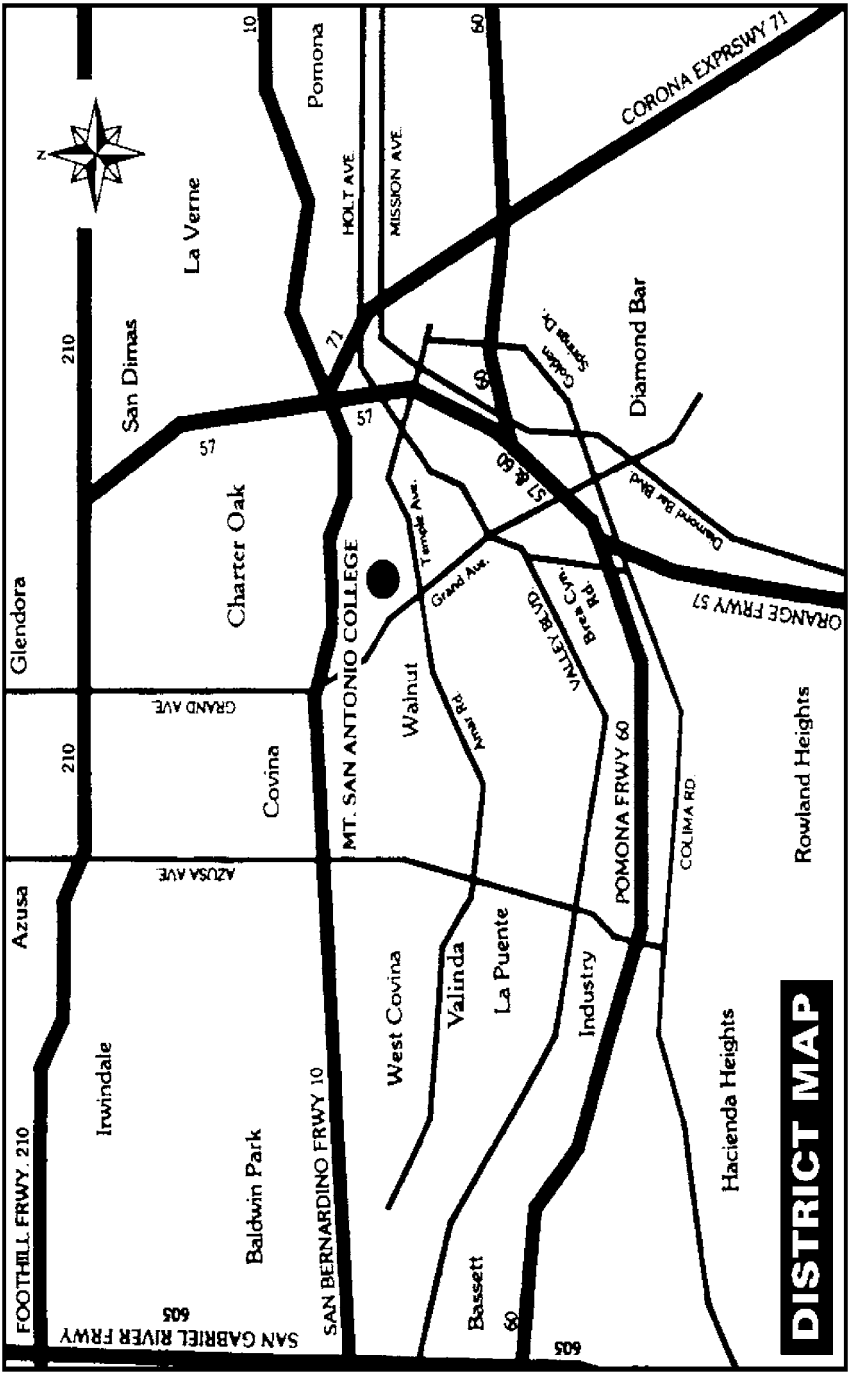 FOOTHILL FRWY. 210
Azusa
Glendora
210
210
Irwindale
San Dimas
La Verne
N
GRAND AVE.
AZUSA AVE.
57
Baldwin Park
Covina
Charter Oak
10
SAN GABRIEL RIVER FRWY
605
SAN BERNARDINO FRWY 10
MT. SAN ANTONIO COLLEGE
71
Pomona
HOLT AVE.
MISSION AVE.
57
West Covina
Walnut
Temple Ave.
Grand Ave.
Valinda
Amar Rd.
La Puente
60
60
57 & 60
Bassett
60
Industry
VALLEY BLVD.
Brea Cyn.
Rd.
Golden
Springs Dr.
605
POMONA FRWY 60
Diamond Bar
Diamond Bar Blvd.
CORONA EXPRSWY 71
COLIMA RD.
Hacienda Heights
Rowland Heights
ORANGE FRWY 57
DISTRICT MAP